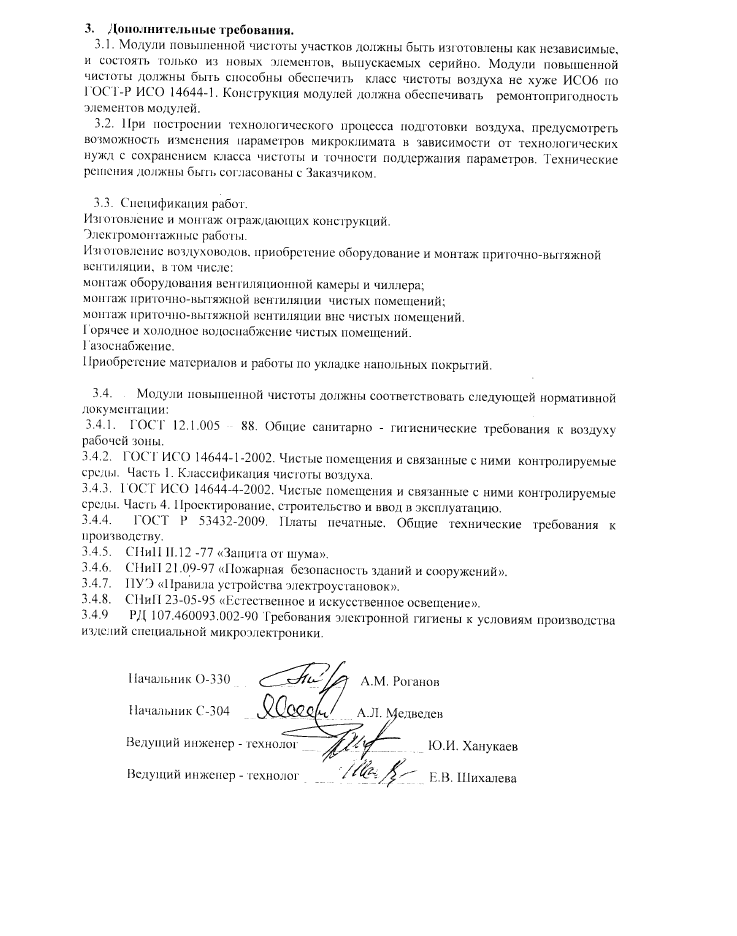 3. Дополнительные требования.
3.1. Модули повышенной чистоты участков должны быть изготовлены как независимые,
и состоять только из новых элементов, выпускаемых серийно. Модули повышенной
чистоты должны быть способны обеспечить класс чистоты воздуха не хуже ИСО6 по
ГОСТ-Р ИСО 14644-1. Конструкция модулей должна обеспечивать ремонтопригодность
элементов модулей.
3.2. При построении технологического процесса подготовки воздуха, предусмотреть
возможность изменения параметров микроклимата в зависимости от технологических
нужд с сохранением класса чистоты и точности поддержания параметров. Технические
решения должны быть согласованы с Заказчиком.
3.3. Спецификация работ.
Изготовление и монтаж ограждающих конструкций.
Электромонтажные работы.
Изготовление воздуховодов, приобретение оборудование и монтаж приточно-вытяжной
вентиляции, в том числе:
монтаж оборудования вентиляционной камеры и чиллера;
монтаж приточно-вытяжной вентиляции чистых помещений;
монтаж приточно-вытяжной вентиляции вне чистых помещений.
Горячее и холодное водоснабжение чистых помещений.
Газоснабжение.
Приобретение материалов и работы по укладке напольных покрытий.
3.4. Модули повышенной чистоты должны соответствовать следующей нормативной
документации:
3.4.1. ГОСТ 12.1.005 – 88. Общие санитарно - гигиенические требования к воздуху
рабочей зоны.
3.4.2. ГОСТ ИСО 14644-1-2002. Чистые помещения и связанные с ними контролируемые
среды. Часть 1. Классификация чистоты воздуха.
3.4.3. ГОСТ ИСО 14644-4-2002. Чистые помещения и связанные с ними контролируемые
среды. Часть 4. Проектирование, строительство и ввод в эксплуатацию.
3.4.4. ГОСТ Р 53432-2009. Платы печатные. Общие технические требования к
производству.
3.4.5. СНиП II.12 -77 «Защита от шума».
3.4.6. СНиП 21.09-97 «Пожарная безопасность зданий и сооружений».
3.4.7. ПУЭ «Правила устройства электроустановок».
3.4.8. СНиП 23-05-95 «Естественное и искусственное освещение».
3.4.9 РД 107.460093.002-90 Требования электронной гигиены к условиям производства
изделий специальной микроэлектроники.
Начальник О-330 А.М. Роганов
Начальник С-304 А.Л. Медведев
Ведущий инженер - технолог Ю.И. Ханукаев
Ведущий инженер - технолог Е.В. Шихалева